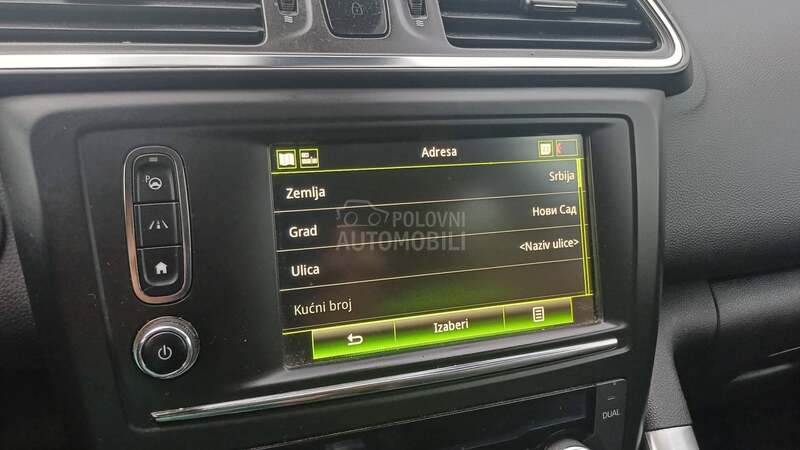 Adresa
Zemlja
Srbija
Grad
Нови Сад
Ulica
<Naziv ulice>
Kućni broj
Izaberi
POLOVNI
AUTOMOBILI
DUAL